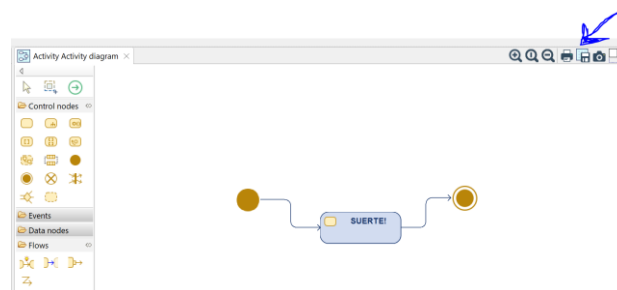 Activity Activity diagram
Control nodes
SUERTE!
Events
Data nodes
Flows